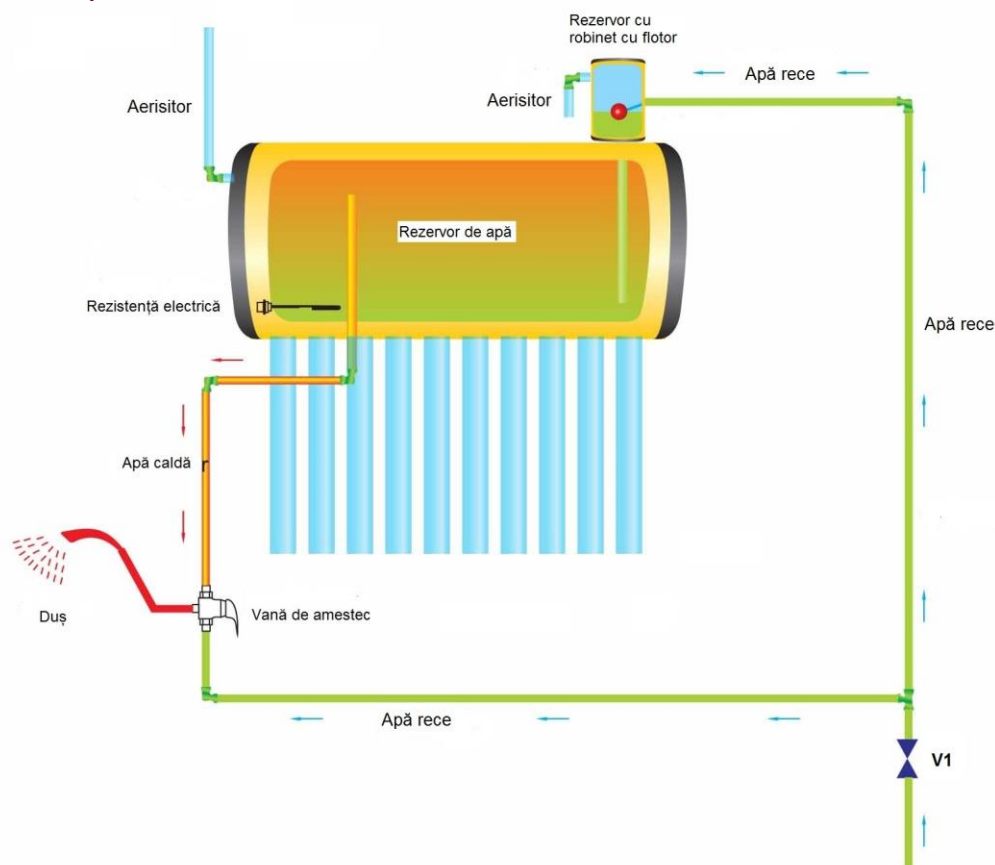 Rezervor cu
robinet cu flotor
Apă rece
Aerisitor
Aerisitor
Rezervor de apă
Rezistență electrică
Apă rece
Apă caldă
Duș
Vană de amestec
Apă rece
V1